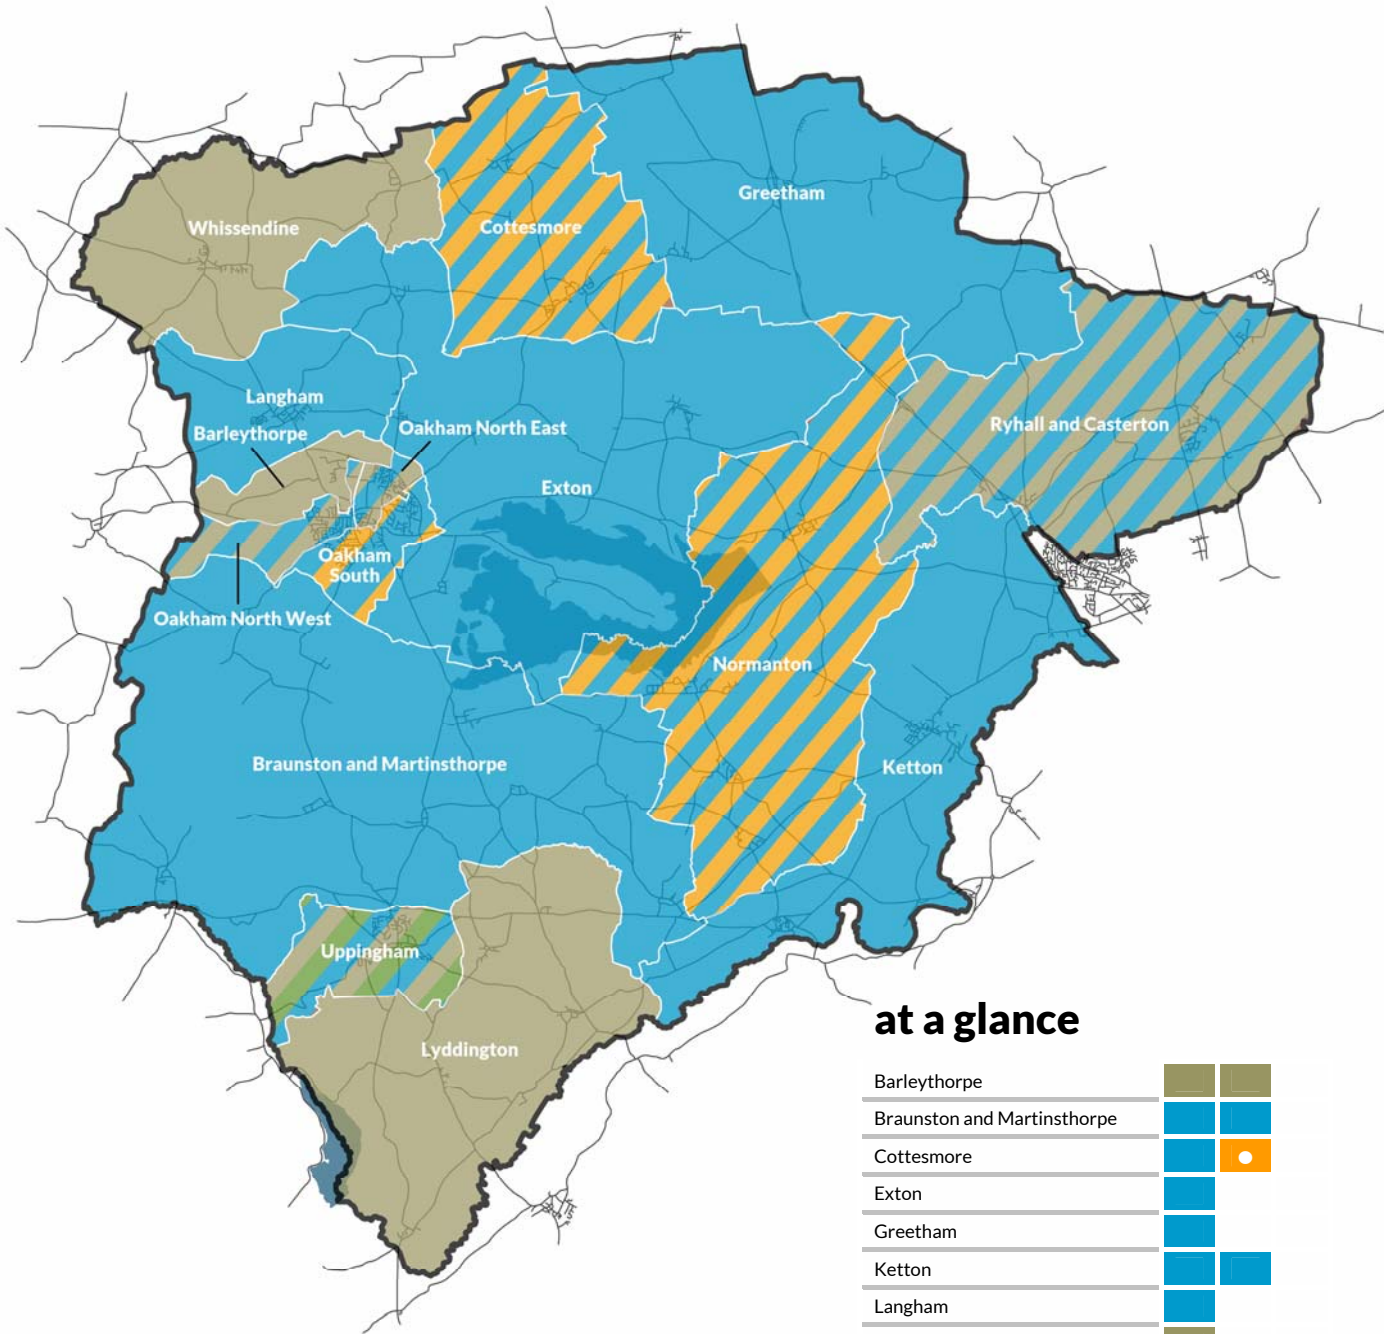 Greetham
Whissendine
Cottesmore
Langham
Barleythorpe
Oakham North East
Ryhall and Casterton
Exton
Oakham
South
Oakham North West
Normanton
Braunston and Martinsthorpe
Ketton
Uppingham
Lyddington
at a glance
Barleythorpe
Braunston and Martinsthorpe
Cottesmore
Exton
Greetham
Ketton
Langham